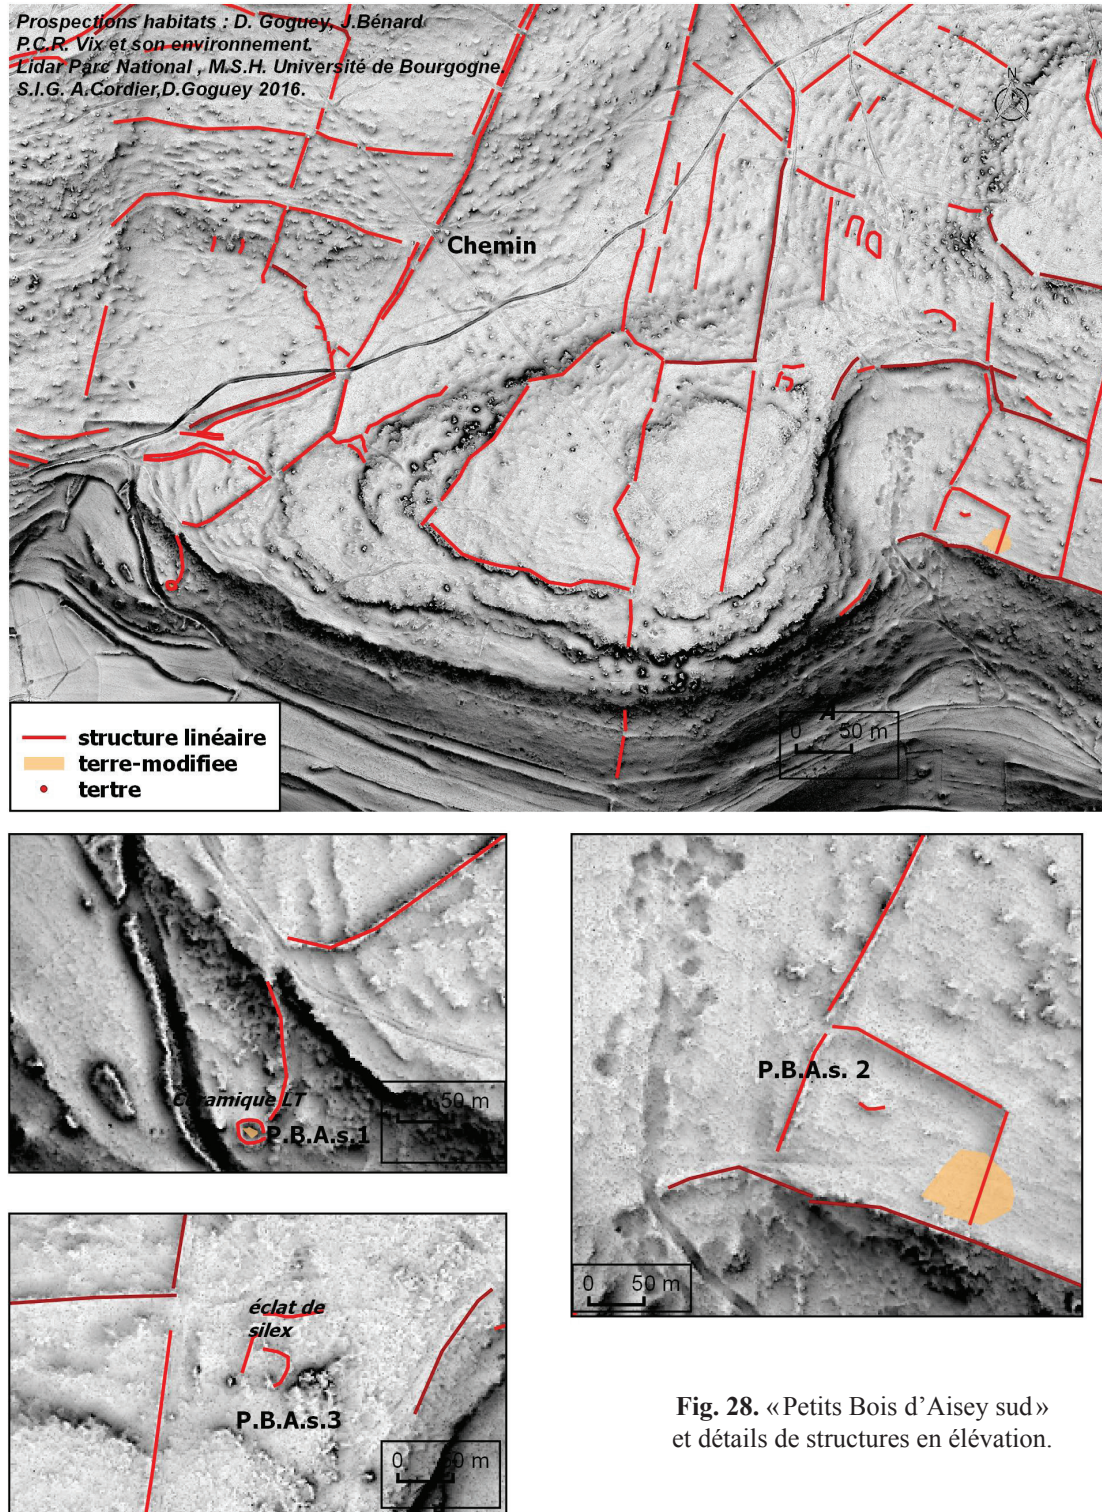 Prospections habitats : D. Goguey, J.Bénard
P.C.R. Vix et son environnement.
Lidar Parc National , M.S.H. Université de Bourgogne.
S.I.G. A.Cordier,D.Goguey 2016.
N
Chemin
A
0 50 m
structure linéaire
terre-modifiee
tertre
Céramique LT
P.B.A.s.1
50 m
P.B.A.s. 2
0 50 m
éclat de
silex
P.B.A.s.3
0 50 m
Fig. 28. «Petits Bois d'Aisey sud»
et détails de structures en élévation.